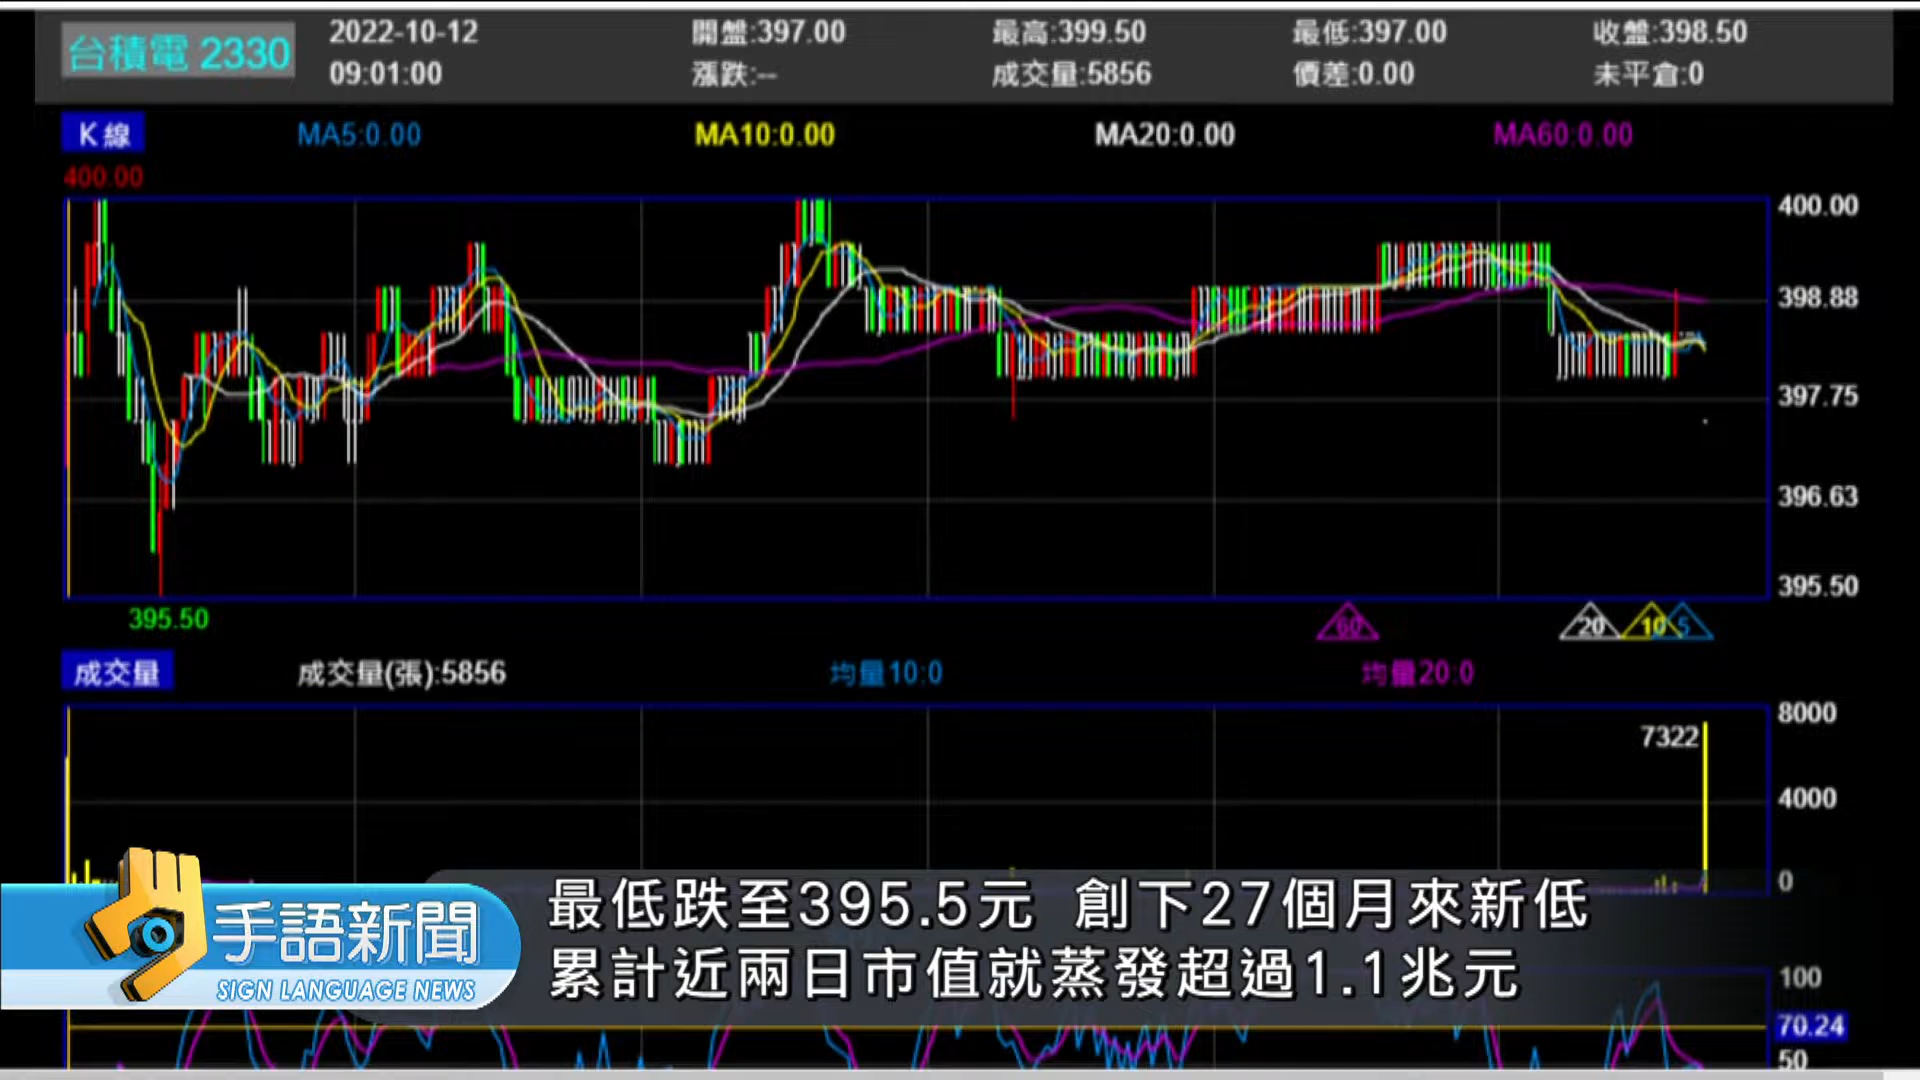 台積電 2330
2022-10-12
開盤:397.00
最高:399.50
最低:397.00
收盤:398.50
09:01:00
漲跌:--
成交量:5856
價差:0.00
未平倉:0
K線
MA5:0.00
MA10:0.00
MA20:0.00
MA60:0.00
400.00
400.00
398.88
397.75
396.63
395.50
395.50
60
20
10
5
成交量
成交量(張):5856
均量10:0
均量20:0
8000
7322
4000
0
最低跌至395.5元 創下27個月來新低
手語新聞
SIGN LANGUAGE NEWS
累計近兩日市值就蒸發超過1.1兆元
100
70.24
50